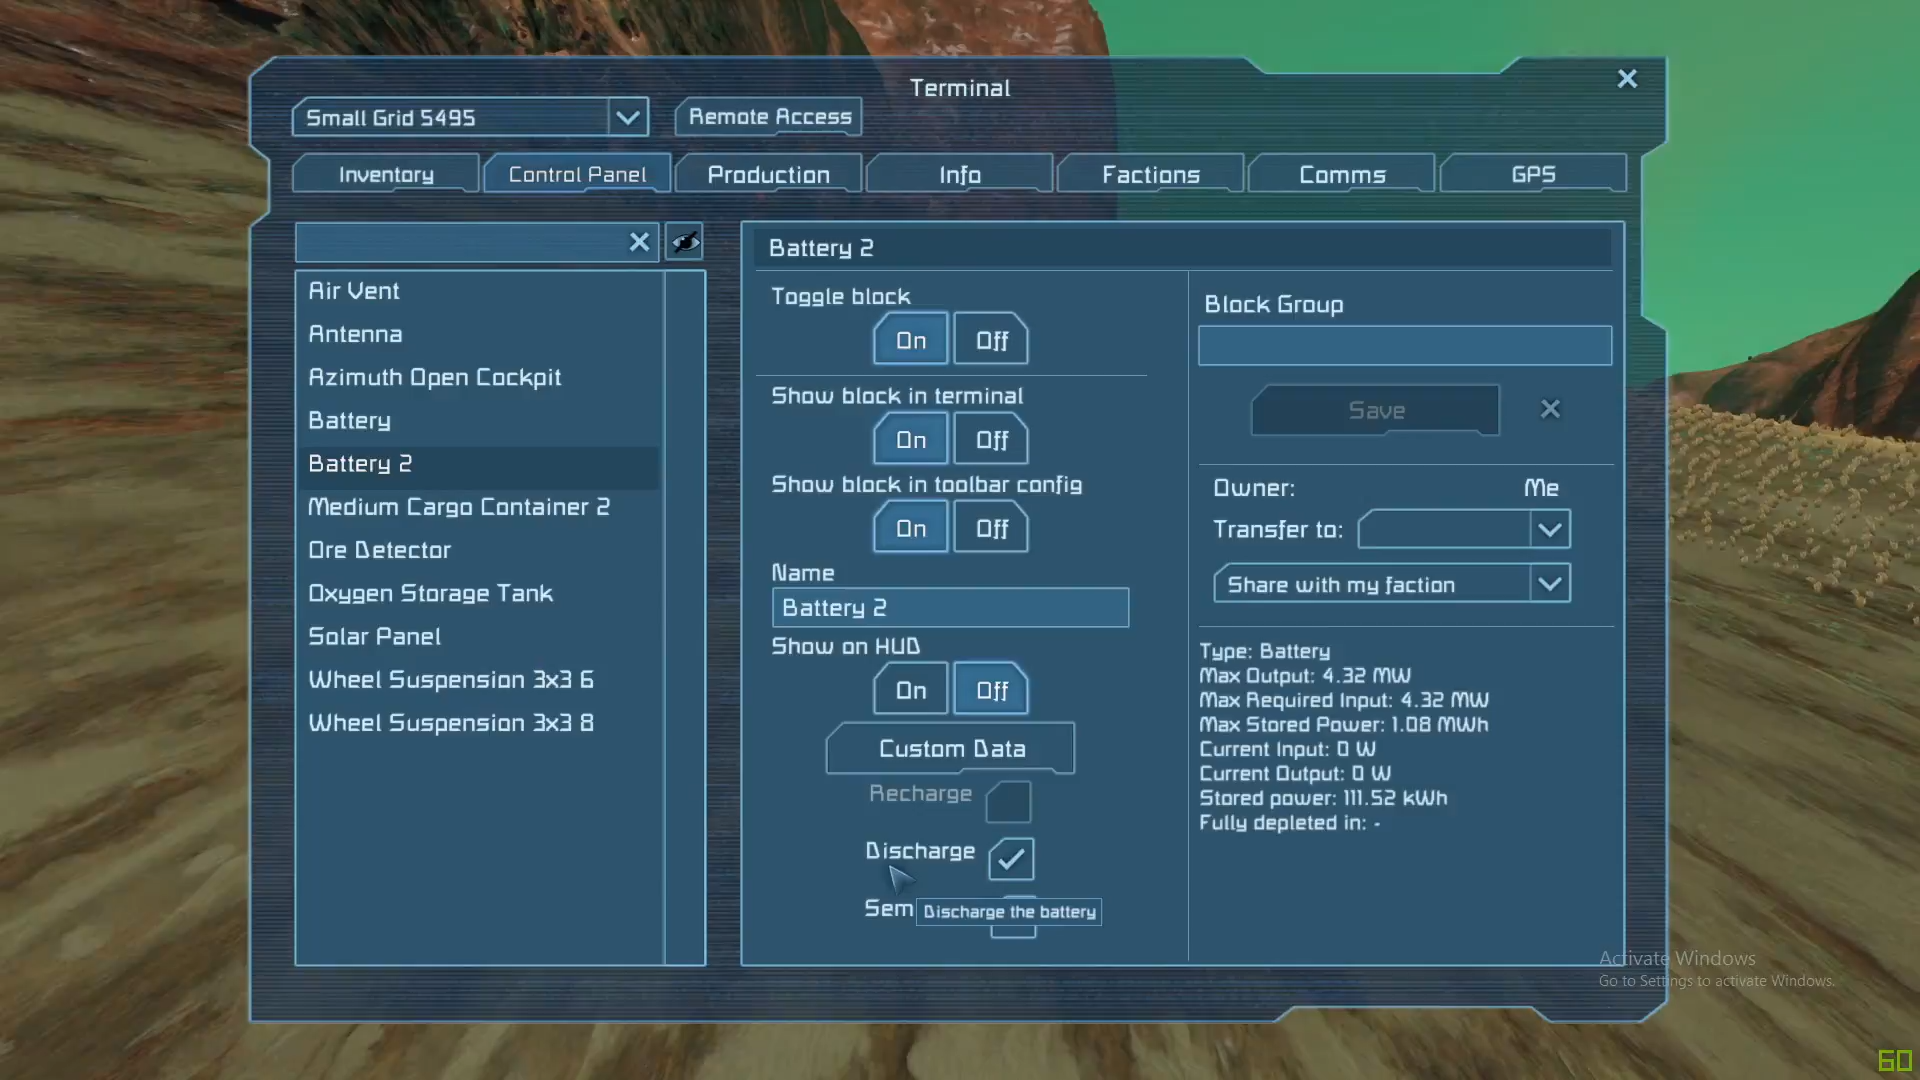 Terminal
Small Grid 5495
Remote Access
Inventory
Control Panel
Production
Info
Factions
Comms
GPS
Air Vent
Antenna
Azimuth Open Cockpit
Battery
Battery 2
Medium Cargo Container 2
Ore Detector
Oxygen Storage Tank
Solar Panel
Wheel Suspension 3x3 6
Wheel Suspension 3x3 8
Battery 2
Toggle block
On Off
Show block in terminal
On Off
Show block in toolbar config
On Off
Name
Battery 2
Show on HUD
On Off
Custom Data
Recharge
Discharge
Sem
Discharge the battery
Block Group
Save
Owner: Me
Transfer to:
Share with my faction
Type: Battery
Max Output: 4.32 MW
Max Required Input: 4.32 MW
Max Stored Power: 1.08 MWh
Current Input: 0 W
Current Output: 0 W
Stored power: 111.52 kWh
Fully depleted in: -
Activate Windows
Go to Settings to activate Windows.
60